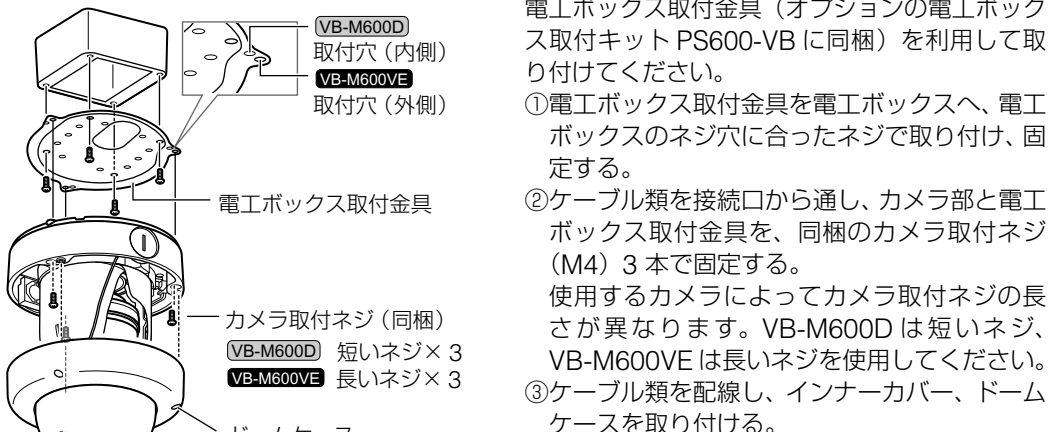 VB-M600D
取付穴（内側）
VB-M600VE
取付穴（外側）
電工ボックス取付金具
カメラ取付ネジ（同梱）
VB-M600D 短いネジ× 3
VB-M600VE 長いネジ× 3
ドームケース
電工ボックス取付金具（オプションの電工ボック
ス取付キット PS600-VB に同梱）を利用して取
り付けてください。
①電工ボックス取付金具を電工ボックスへ、電工
ボックスのネジ穴に合ったネジで取り付け、固
定する。
②ケーブル類を接続口から通し、カメラ部と電工
ボックス取付金具を、同梱のカメラ取付ネジ
（M4）3 本で固定する。
使用するカメラによってカメラ取付ネジの長
さが異なります。VB-M600D は短いネジ、
VB-M600VE は長いネジを使用してください。
③ケーブル類を配線し、インナーカバー、ドーム
ケースを取り付ける。